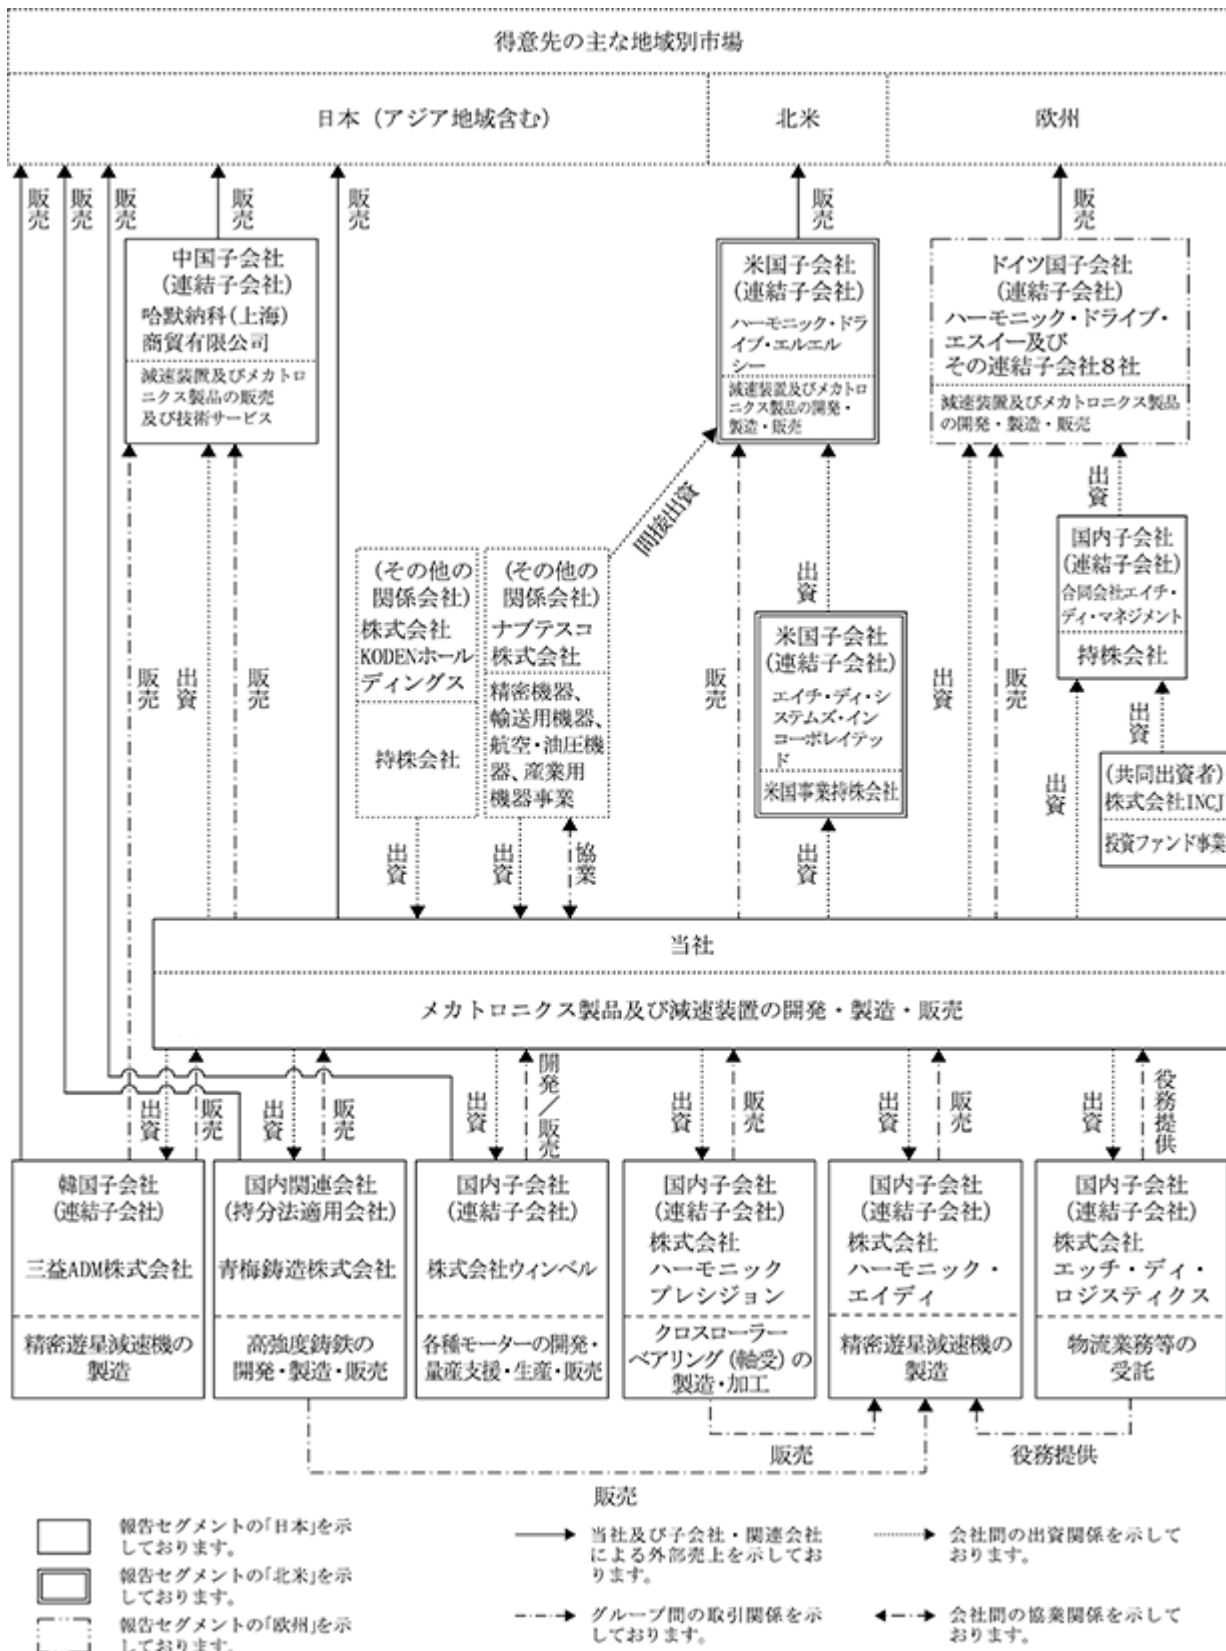 得意先の主な地域別市場
日本（アジア地域含む）
北米
欧州
販売
販売
販売
販売
販売
販売
販売
中国子会社
(連結子会社)
哈默納科(上海)
商貿有限公司
減速装置及びメカトロ
ニクス製品の販売
及び技術サービス
米国子会社
(連結子会社)
ハーモニック・ドラ
イブ・エルエル
シー
減速装置及びメカトロ
ニクス製品の開発・
製造・販売
ドイツ国子会社
(連結子会社)
ハーモニック・ドライブ・
エスイー及び
その連結子会社8社
減速装置及びメカトロニクス製品
の開発・製造・販売
販売
出資
販売
間接出資
販売
出資
出資
販売
出資
(その他の
関係会社)
株式会社
KODENホール
ディングス
持株会社
(その他の
関係会社)
ナブテスコ
株式会社
精密機器、
輸送用機器、
航空・油圧機
器、産業用
機器事業
米国子会社
(連結子会社)
エイチ・ディ・シ
ステムズ・イン
コーポレイテッ
ド
米国事業持株会社
国内子会社
(連結子会社)
合同会社エイチ・
ディ・マネジメント
持株会社
出資
出資
(共同出資者)
株式会社INCJ
投資ファンド事業
出資
出資
協業
出資
当社
メカトロニクス製品及び減速装置の開発・製造・販売
出資
販売
出資
販売
出資
開発／販売
出資
販売
出資
販売
出資
役務提供
韓国子会社
(連結子会社)
三益ADM株式会社
精密遊星減速機の
製造
国内関連会社
(持分法適用会社)
青梅鋳造株式会社
高強度鋳鉄の
開発・製造・販売
国内子会社
(連結子会社)
株式会社ウィンベル
各種モーターの開発・
量産支援・生産・販売
国内子会社
(連結子会社)
株式会社
ハーモニック
プレシジョン
クロスローラー
ベアリング(軸受)の
製造・加工
国内子会社
(連結子会社)
株式会社
ハーモニック・
エイディ
精密遊星減速機の
製造
国内子会社
(連結子会社)
株式会社
エッチ・ディ・
ロジスティクス
物流業務等の
受託
販売
役務提供
販売
報告セグメントの「日本」を示
しております。
報告セグメントの「北米」を示
しております。
報告セグメントの「欧州」を示
しております。
当社及び子会社・関連会社
による外部売上を示してお
ります。
グループ間の取引関係を示
しております。
会社間の出資関係を示して
おります。
会社間の協業関係を示して
おります。